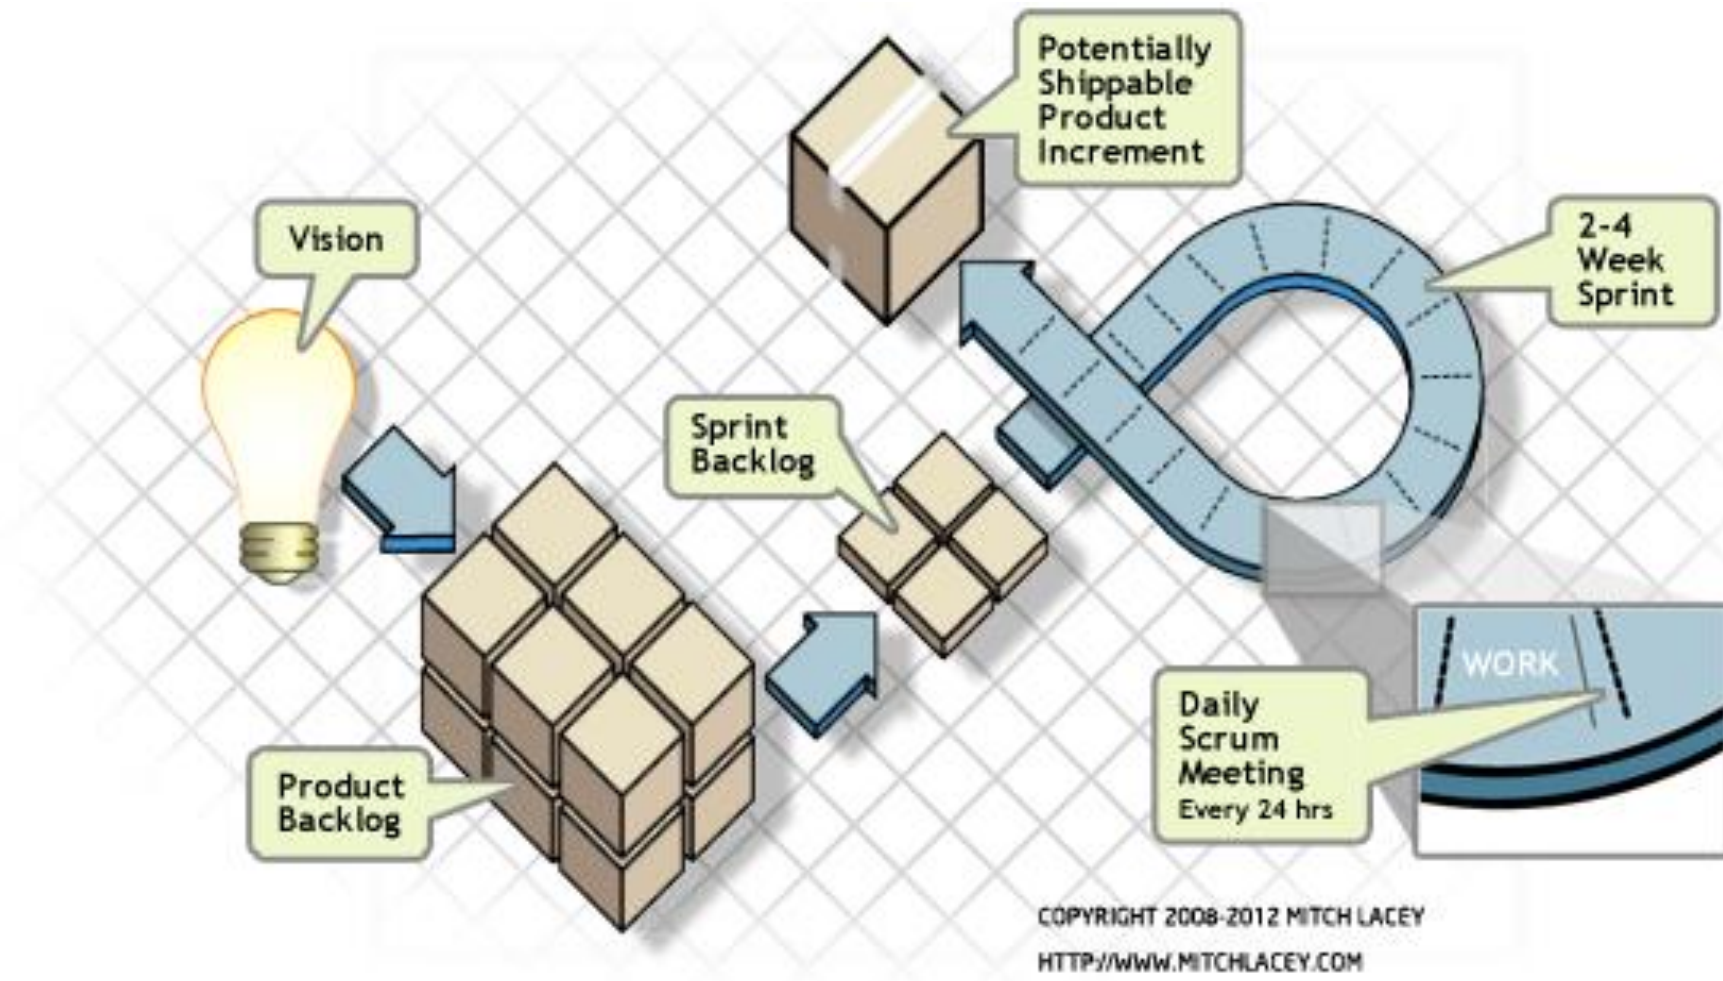 Potentially
Shippable
Product
Increment
Vision
2-4
Week
Sprint
Sprint
Backlog
WORK
Daily
Scrum
Meeting
Every 24 hrs
Product
Backlog
COPYRIGHT 2008-2012 MITCH LACEY
HTTP://WWW.MITCHLACEY.COM